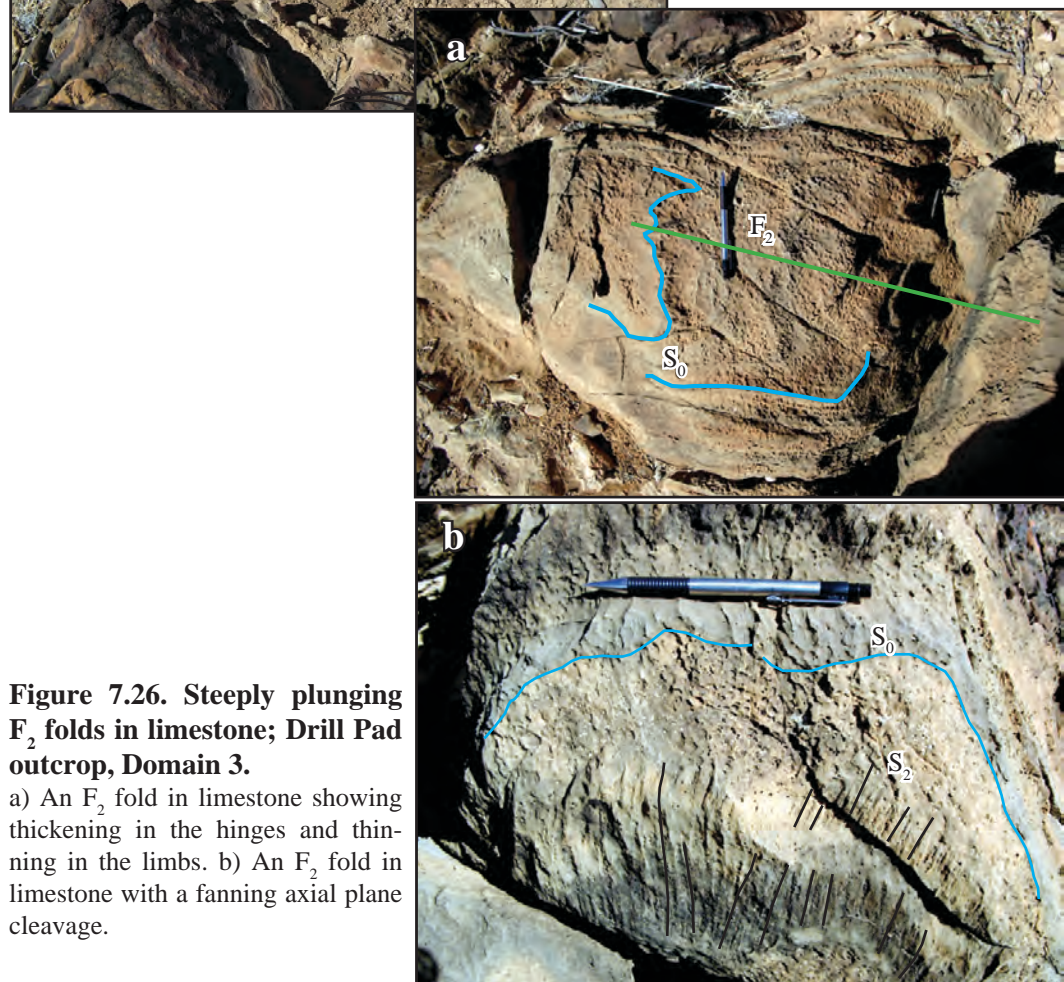 a
F₂
S₀
b
S₀
S₂
Figure 7.26. Steeply plunging
F₂ folds in limestone; Drill Pad
outcrop, Domain 3.
a) An F₂ fold in limestone showing
thickening in the hinges and thin-
ning in the limbs. b) An F₂ fold in
limestone with a fanning axial plane
cleavage.